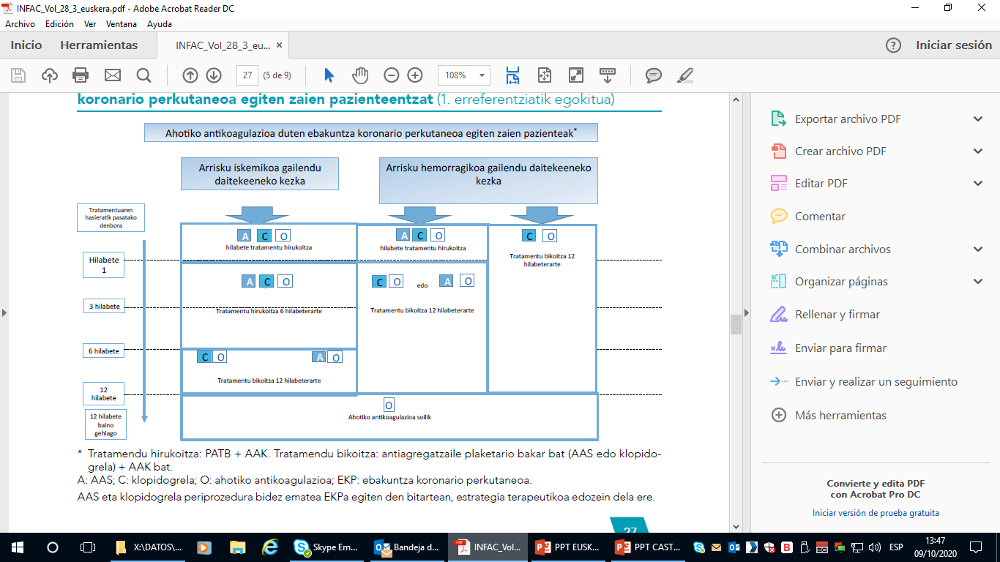 INFAC_Vol_28_3_euskera.pdf - Adobe Acrobat Reader DC
Archivo Edición Ver Ventana Ayuda
Inicio Herramientas INFAC_Vol_28_3_eu... × Iniciar sesión
27 (5 de 9) 108%
koronario perkutaneoa egiten zaien pazienteentzat (1. erreferentziatik egokitua)
Ahotiko antikoagulazioa duten ebakuntza koronario perkutaneoa egiten zaien pazienteak*
Arrisku iskemikoa gailendu
daitekeeneko kezka
Arrisku hemorragikoa gailendu daitekeeneko
kezka
Tratamentuaren
hasieratik pasatako
denbora
A C O
hilabete tratamentu hirukoitza
A C O
hilabete tratamentu hirukoitza
C O
Tratamentu bikoitza 12
hilabeterarte
Hilabete
1
A C O
Tratamentu hirukoitza 6 hilabeterarte
C O edo A O
Tratamentu bikoitza 12 hilabeterarte
3 hilabete
6 hilabete
C O A O
Tratamentu bikoitza 12 hilabeterarte
12
hilabete
12 hilabete
baino
gehiago
O
Ahotiko antikoagulazioa soilik
* Tratamendu hirukoitza: PATB + AAK. Tratamendu bikoitza: antiagregatzaile plaketario bakar bat (AAS edo klopido-
grela) + AAK bat.
A: AAS; C: klopidogrela; O: ahotiko antikoagulazioa; EKP: ebakuntza koronario perkutaneoa.
AAS eta klopidogrela periprozedura bidez ematea EKPa egiten den bitartean, estrategia terapeutikoa edozein dela ere.
27
Exportar archivo PDF
Crear archivo PDF
Editar PDF
Comentar
Combinar archivos
Organizar páginas
Rellenar y firmar
Enviar para firmar
Enviar y realizar un seguimiento
Más herramientas
Convierte y edita PDF
con Acrobat Pro DC
Iniciar versión de prueba gratuita
X:\DATOS\... Skype Em... Bandeja d... INFAC_Vol... PPT EUSK... PPT CAST... ESP 13:47
09/10/2020